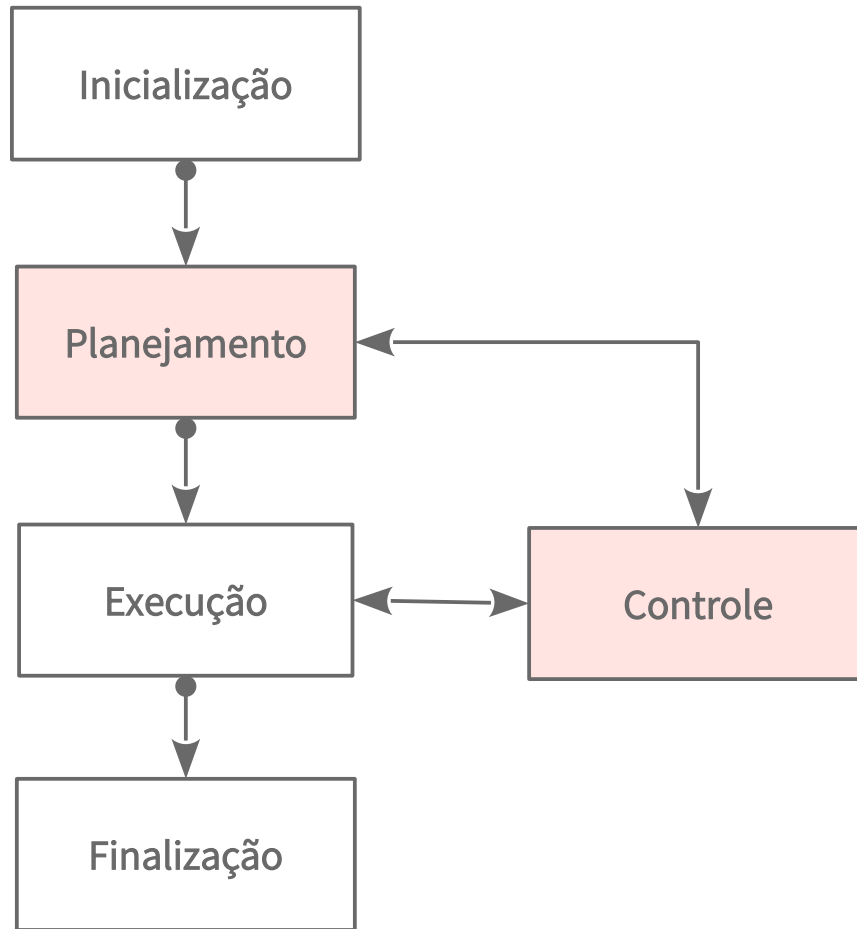 Inicialização
Planejamento
Execução
Controle
Finalização